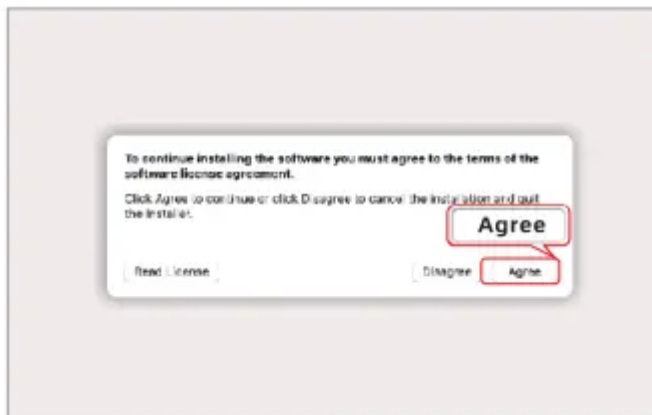 To continue installing the software you must agree to the terms of the
software license agreement.
Click Agree to continue or click Disagree to cancel the installation and quit
the Installer.
Agree
Read License
Disagree
Agree